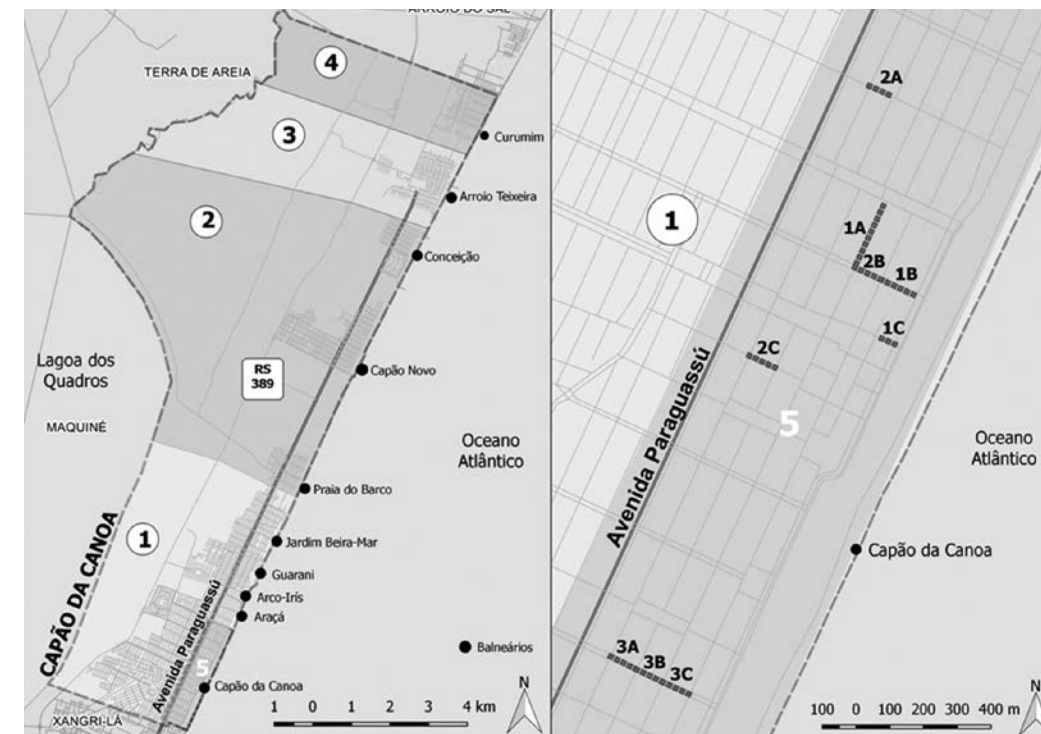 ARROIO DO SAL
4
TERRA DE AREIA
3
Curumim
Arroio Teixeira
2
Conceição
Lagoa dos
Quadros
RS
389
Capão Novo
MAQUINÉ
Oceano
Atlântico
Praia do Barco
1
Jardim Beira-Mar
CAPÃO DA CANOA
Guarani
Arco-Irís
Araçá
Avenida Paraguassú
Balneários
5
Capão da Canoa
XANGRI-LÁ
1 0 1 2 3 4 km
N
2A
1
1A
2B
1B
1C
2C
5
Avenida Paraguassú
Oceano
Atlântico
Capão da Canoa
3A
3B
3C
100 0 100 200 300 400 m
N